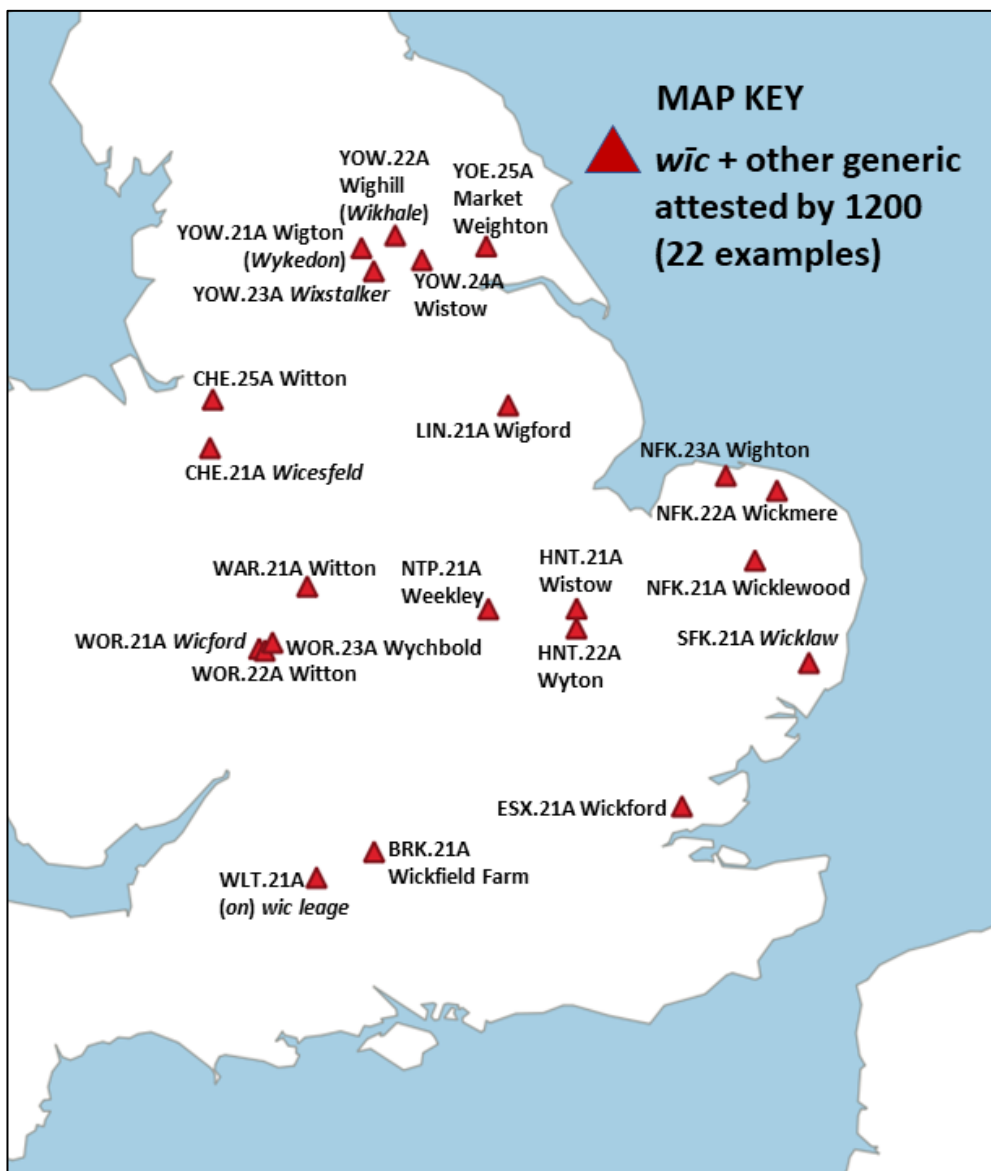 MAP KEY
wīc + other generic
attested by 1200
(22 examples)
YOW.22A
Wighill
(Wikhale)
YOE.25A
Market
Weighton
YOW.21A Wigton
(Wykedon)
YOW.23A Wixstalker
YOW.24A
Wistow
CHE.25A Witton
LIN.21A Wigford
CHE.21A Wicesfeld
NFK.23A Wighton
NFK.22A Wickmere
WAR.21A Witton
NTP.21A
Weekley
HNT.21A
Wistow
NFK.21A Wicklewood
WOR.21A Wicford
WOR.23A Wychbold
WOR.22A Witton
HNT.22A
Wyton
SFK.21A Wicklaw
ESX.21A Wickford
BRK.21A
Wickfield Farm
WLT.21A
(on) wic leage